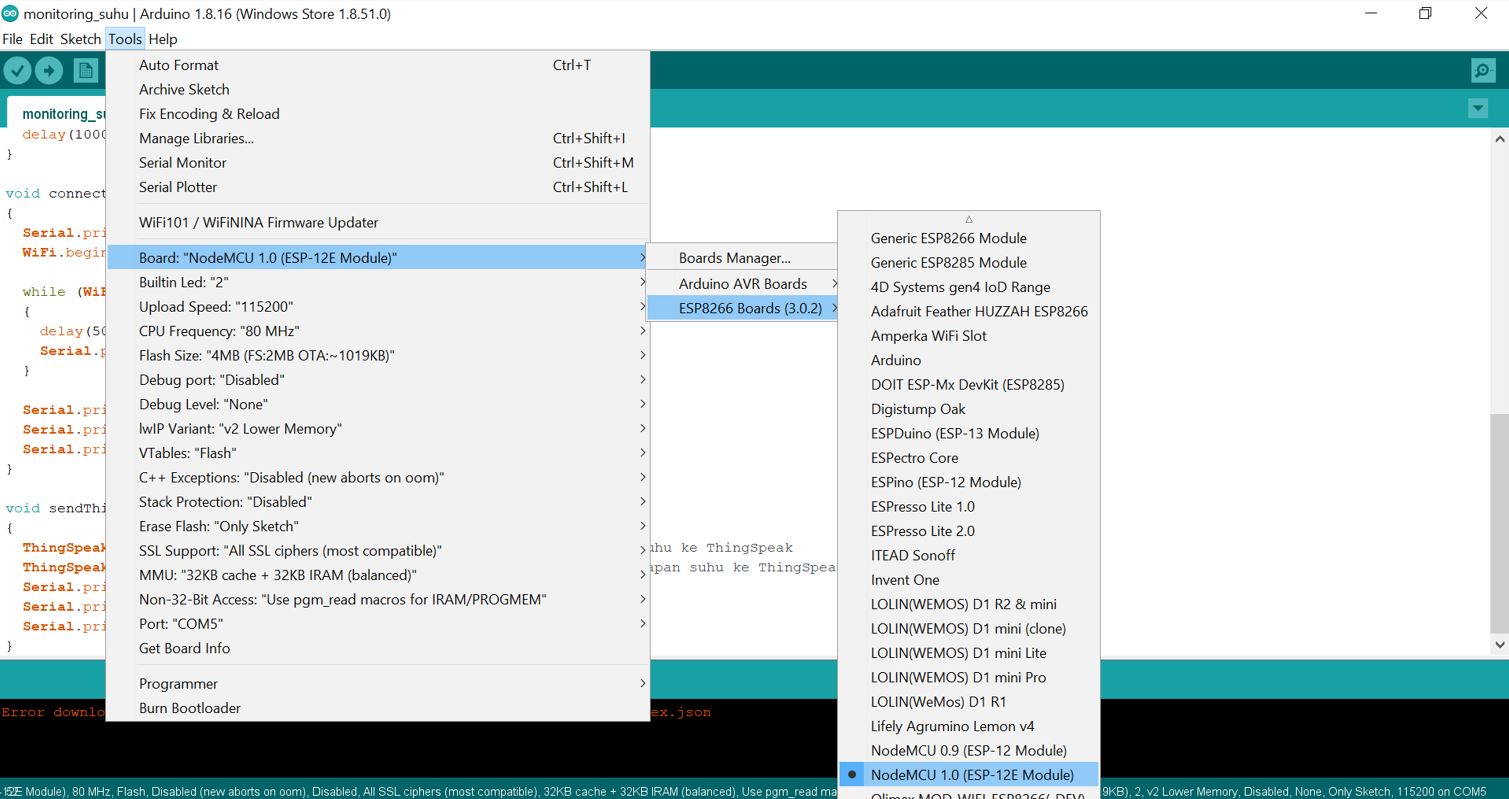 monitoring_suhu | Arduino 1.8.16 (Windows Store 1.8.51.0)
File Edit Sketch Tools Help
monitoring_su
delay(1000
}
void connect
{
Serial.pri
WiFi.begin
while (WiF
{
delay(50
Serial.p
}
Serial.pri
Serial.pri
Serial.pri
}
void sendThi
{
ThingSpeak
ThingSpeak
Serial.pri
Serial.pri
Serial.pri
}
Auto Format Ctrl+T
Archive Sketch
Fix Encoding & Reload
Manage Libraries... Ctrl+Shift+I
Serial Monitor Ctrl+Shift+M
Serial Plotter Ctrl+Shift+L
WiFi101 / WiFiNINA Firmware Updater
Board: "NodeMCU 1.0 (ESP-12E Module)"
Builtin Led: "2"
Upload Speed: "115200"
CPU Frequency: "80 MHz"
Flash Size: "4MB (FS:2MB OTA:~1019KB)"
Debug port: "Disabled"
Debug Level: "None"
lwIP Variant: "v2 Lower Memory"
VTables: "Flash"
C++ Exceptions: "Disabled (new aborts on oom)"
Stack Protection: "Disabled"
Erase Flash: "Only Sketch"
SSL Support: "All SSL ciphers (most compatible)"
MMU: "32KB cache + 32KB IRAM (balanced)"
Non-32-Bit Access: "Use pgm_read macros for IRAM/PROGMEM"
Port: "COM5"
Get Board Info
Programmer
Burn Bootloader
Boards Manager...
Arduino AVR Boards
ESP8266 Boards (3.0.2)
Generic ESP8266 Module
Generic ESP8285 Module
4D Systems gen4 IoD Range
Adafruit Feather HUZZAH ESP8266
Amperka WiFi Slot
Arduino
DOIT ESP-Mx DevKit (ESP8285)
Digistump Oak
ESPDuino (ESP-13 Module)
ESPectro Core
ESPino (ESP-12 Module)
ESPresso Lite 1.0
ESPresso Lite 2.0
ITEAD Sonoff
Invent One
LOLIN(WEMOS) D1 R2 & mini
LOLIN(WEMOS) D1 mini (clone)
LOLIN(WEMOS) D1 mini Lite
LOLIN(WEMOS) D1 mini Pro
LOLIN(WeMos) D1 R1
Lifely Agrumino Lemon v4
NodeMCU 0.9 (ESP-12 Module)
NodeMCU 1.0 (ESP-12E Module)
Olimex MOD-WIFI-ESP8266(-DEV)
uhu ke ThingSpeak
apan suhu ke ThingSpea
Error downlo
ex.json
E Module), 80 MHz, Flash, Disabled (new aborts on oom), Disabled, All SSL ciphers (most compatible), 32KB cache + 32KB IRAM (balanced), Use pgm_read ma
9KB), 2, v2 Lower Memory, Disabled, None, Only Sketch, 115200 on COM5